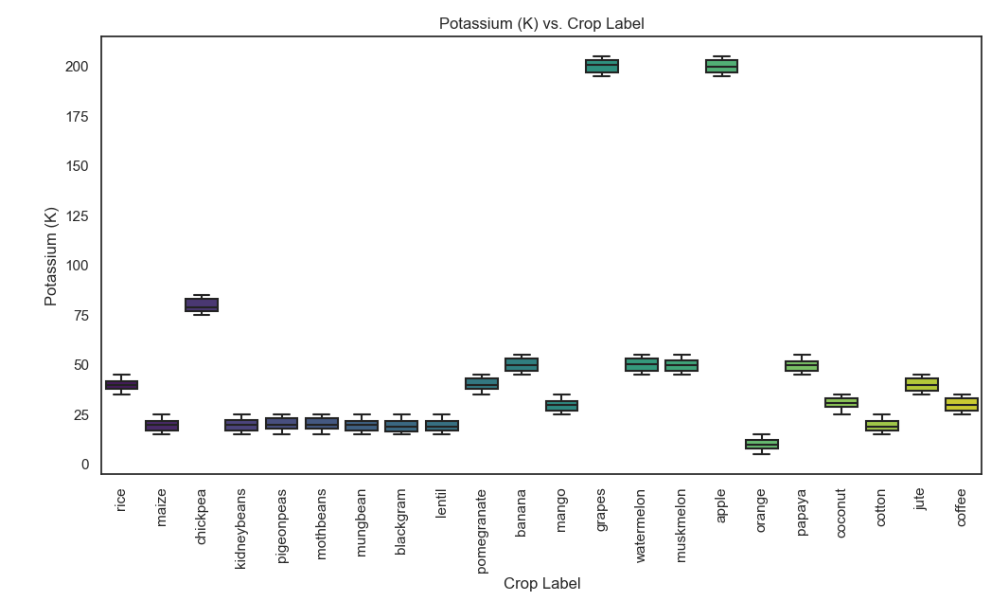 Potassium (K) vs. Crop Label
Potassium (K)
200
175
150
125
100
75
50
25
0
rice
maize
chickpea
kidneybeans
pigeonpeas
mothbeans
mungbean
blackgram
lentil
pomegranate
banana
mango
grapes
watermelon
muskmelon
apple
orange
papaya
coconut
cotton
jute
coffee
Crop Label